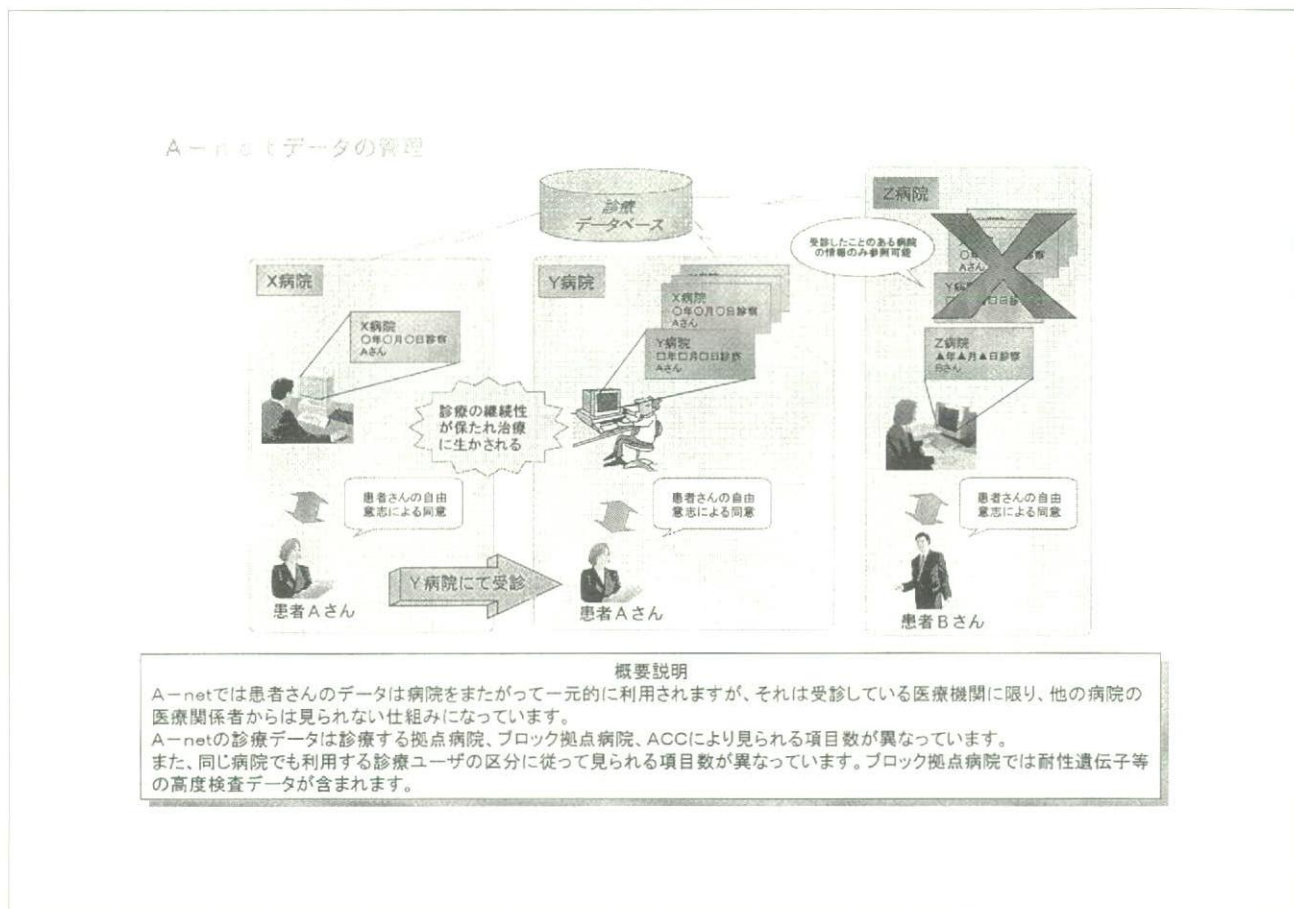 A－netデータの管理
診療
データベース
X病院
X病院
○年○月○日診察
Aさん
患者さんの自由
意志による同意
患者Aさん
診療の継続性
が保たれ治療
に生かされる
Y病院にて受診
Y病院
X病院
○年○月○日診察
Aさん
Y病院
□年□月□日診察
Aさん
患者さんの自由
意志による同意
患者Aさん
Z病院
受診したことのある病院
の情報のみ参照可能
○年○月○日診察
Aさん
Y病院
Z病院
▲年▲月▲日診察
Bさん
患者さんの自由
意志による同意
患者Bさん
概要説明
A－netでは患者さんのデータは病院をまたがって一元的に利用されますが、それは受診している医療機関に限り、他の病院の
医療関係者からは見られない仕組みになっています。
A－netの診療データは診療する拠点病院、ブロック拠点病院、ACCにより見られる項目数が異なっています。
また、同じ病院でも利用する診療ユーザの区分に従って見られる項目数が異なっています。ブロック拠点病院では耐性遺伝子等
の高度検査データが含まれます。